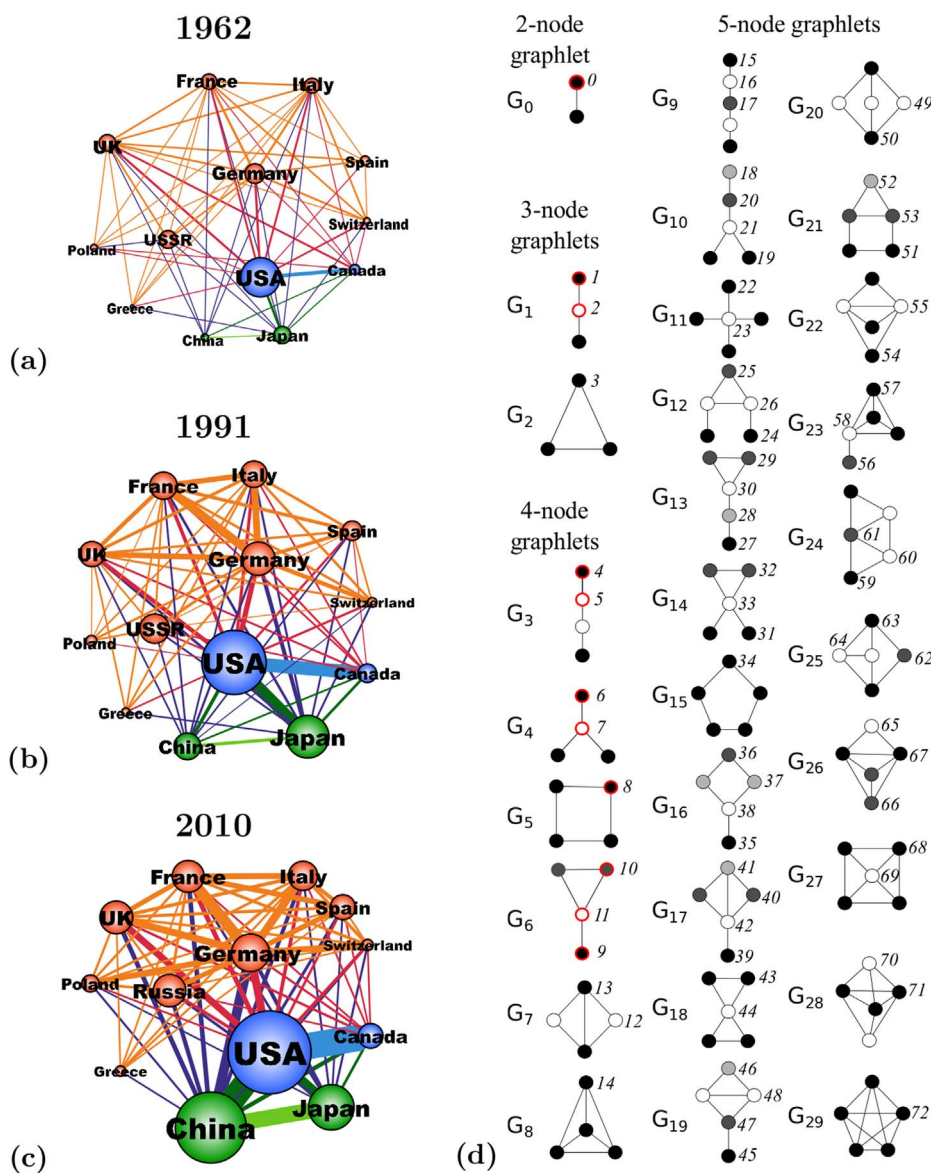 1962
France
Italy
UK
Spain
Germany
Switzerland
Poland
USSR
USA
Canada
Greece
China
Japan
(a)
1991
France
Italy
Spain
UK
Germany
Switzerland
Poland
USSR
USA
Canada
Greece
China
Japan
(b)
2010
France
Italy
Spain
UK
Germany
Switzerland
Poland
Russia
Canada
USA
Greece
China
Japan
(c)
2-node
graphlet
G0
0
3-node
graphlets
G1
1
2
G2
3
4-node
graphlets
G3
4
5
G4
6
7
G5
8
G6
10
11
9
G7
13
12
G8
14
(d)
5-node graphlets
G9
15
16
17
G10
18
20
21
19
G11
22
23
G12
25
26
24
G13
29
30
28
27
G14
32
33
31
G15
34
G16
36
37
38
35
G17
41
40
42
39
G18
43
44
G19
46
48
47
45
G20
49
50
G21
52
53
51
G22
55
54
G23
57
58
56
G24
61
60
59
G25
63
64
62
G26
65
67
66
G27
68
69
G28
70
71
G29
72